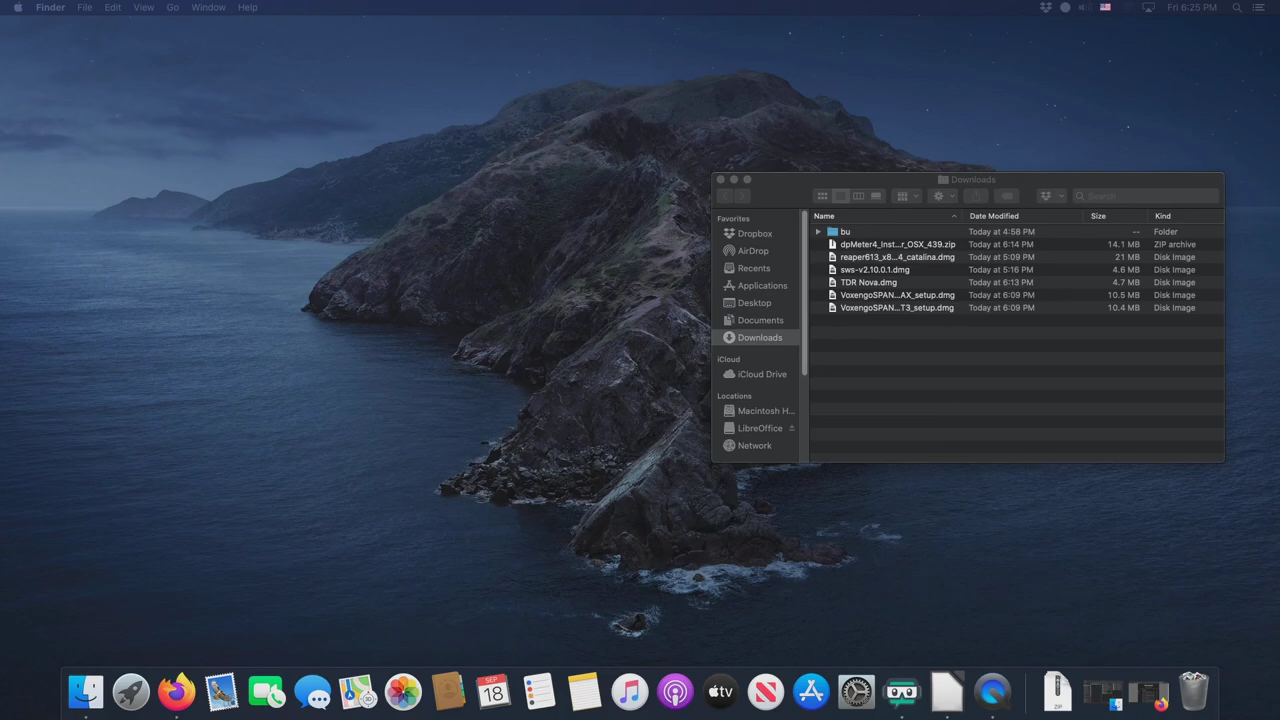 Finder File Edit View Go Window Help Fri 6:25 PM
Downloads
Search
Favorites
Dropbox
AirDrop
Recents
Applications
Desktop
Documents
Downloads
iCloud
iCloud Drive
Locations
Macintosh H...
LibreOffice
Network
Name Date Modified Size Kind
bu Today at 4:58 PM -- Folder
dpMeter4_Inst...r_OSX_439.zip Today at 6:14 PM 14.1 MB ZIP archive
reaper613_x8...4_catalina.dmg Today at 5:09 PM 21 MB Disk Image
sws-v2.10.0.1.dmg Today at 5:16 PM 4.6 MB Disk Image
TDR Nova.dmg Today at 6:13 PM 4.7 MB Disk Image
VoxengoSPAN...AX_setup.dmg Today at 6:09 PM 10.5 MB Disk Image
VoxengoSPAN...T3_setup.dmg Today at 6:09 PM 10.4 MB Disk Image
SEP
18
tv
ZIP